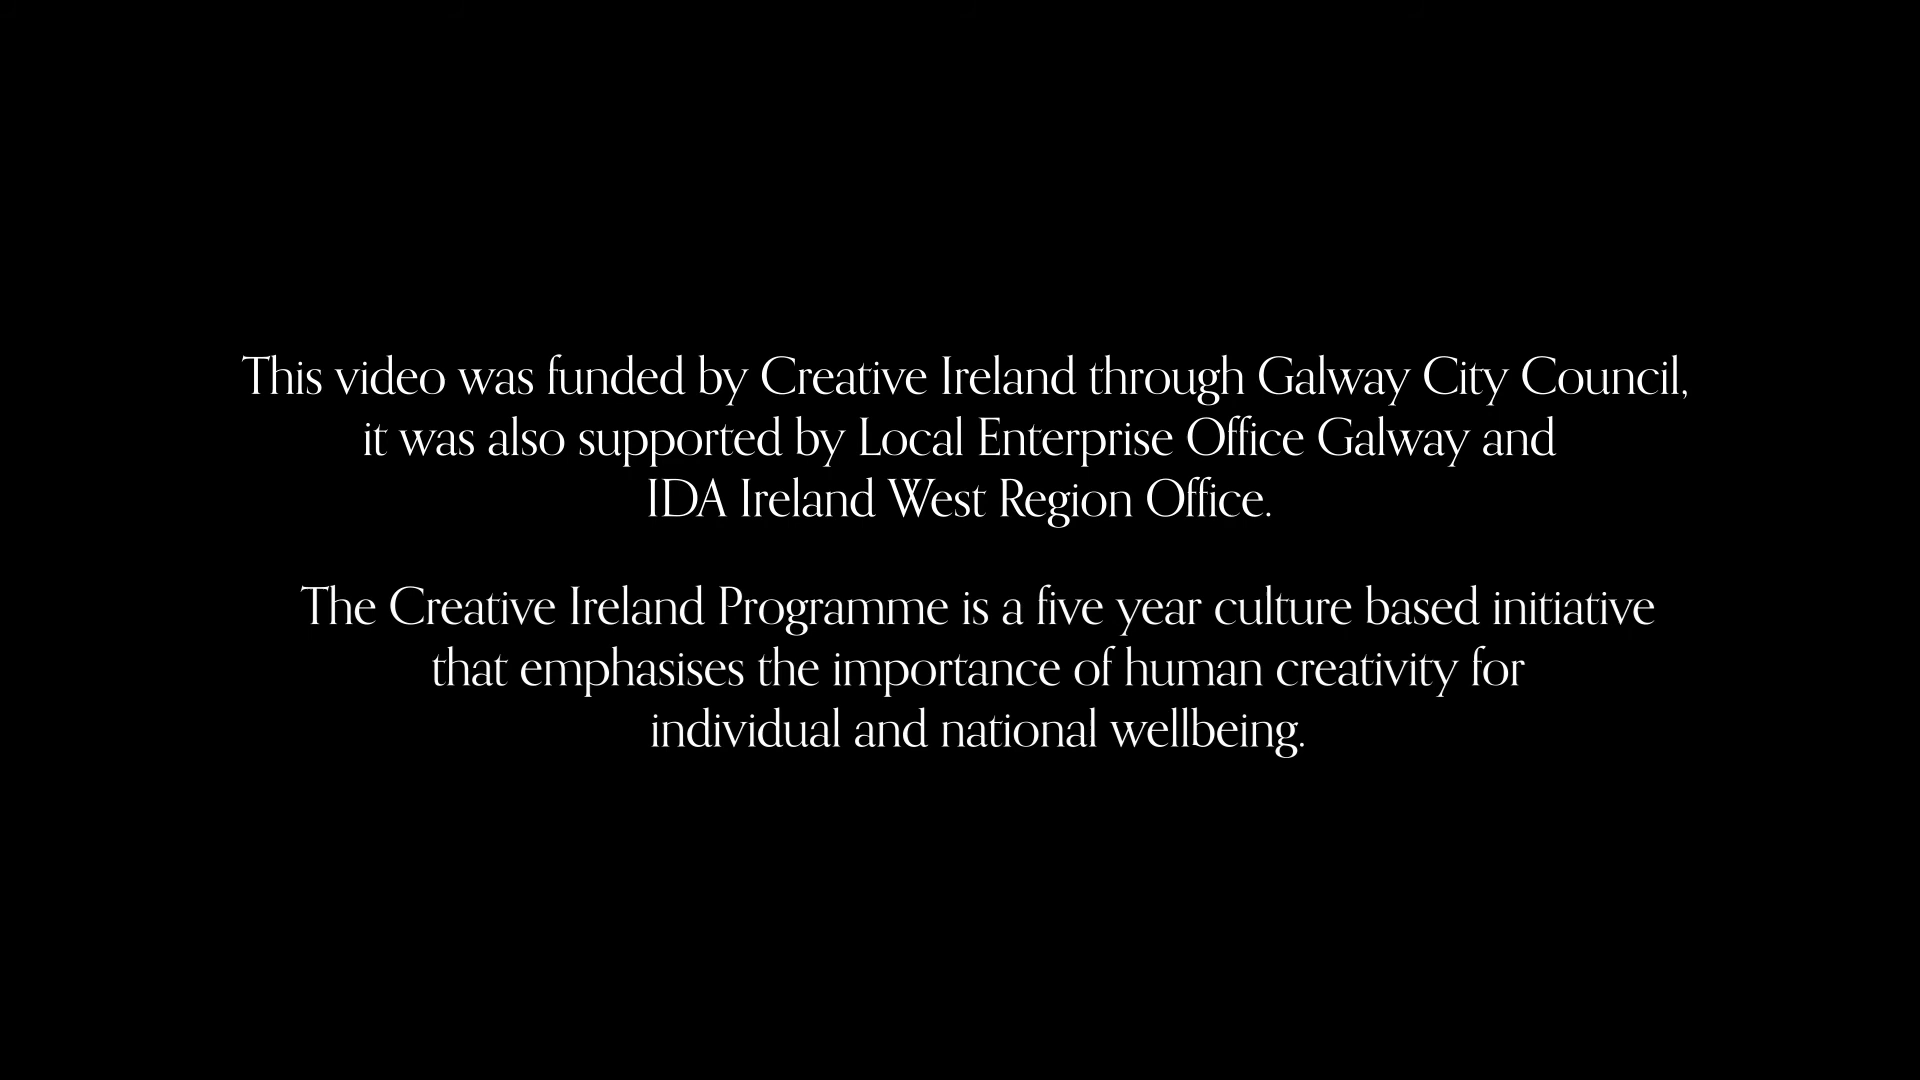 This video was funded by Creative Ireland through Galway City Council,
it was also supported by Local Enterprise Office Galway and
IDA Ireland West Region Office.
The Creative Ireland Programme is a five year culture based initiative
that emphasises the importance of human creativity for
individual and national wellbeing.